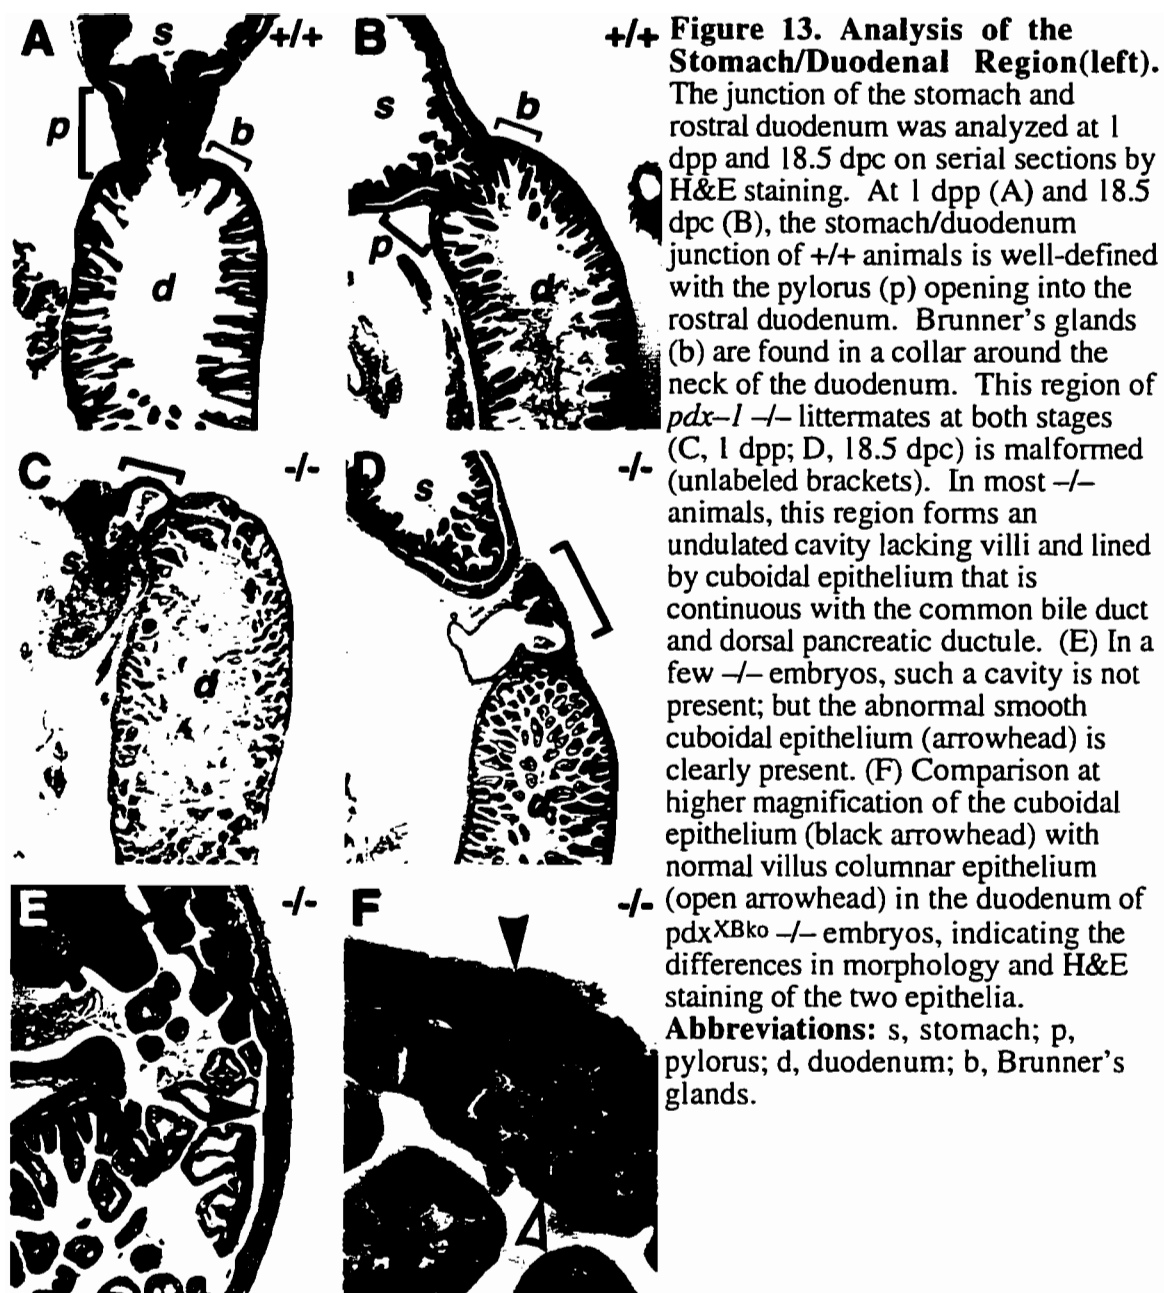 A
s
+/+
p
b
d
B
+/+
s
b
p
d
C
-/-
s
d
D
-/-
s
d
E
-/-
F
-/-
Figure 13. Analysis of the
Stomach/Duodenal Region(left).
The junction of the stomach and
rostral duodenum was analyzed at 1
dpp and 18.5 dpc on serial sections by
H&E staining. At 1 dpp (A) and 18.5
dpc (B), the stomach/duodenum
junction of +/+ animals is well-defined
with the pylorus (p) opening into the
rostral duodenum. Brunner's glands
(b) are found in a collar around the
neck of the duodenum. This region of
pdx-1 -/- littermates at both stages
(C, 1 dpp; D, 18.5 dpc) is malformed
(unlabeled brackets). In most -/-
animals, this region forms an
undulated cavity lacking villi and lined
by cuboidal epithelium that is
continuous with the common bile duct
and dorsal pancreatic ductule. (E) In a
few -/- embryos, such a cavity is not
present; but the abnormal smooth
cuboidal epithelium (arrowhead) is
clearly present. (F) Comparison at
higher magnification of the cuboidal
epithelium (black arrowhead) with
normal villus columnar epithelium
(open arrowhead) in the duodenum of
pdxXBko -/- embryos, indicating the
differences in morphology and H&E
staining of the two epithelia.
Abbreviations: s, stomach; p,
pylorus; d, duodenum; b, Brunner's
glands.